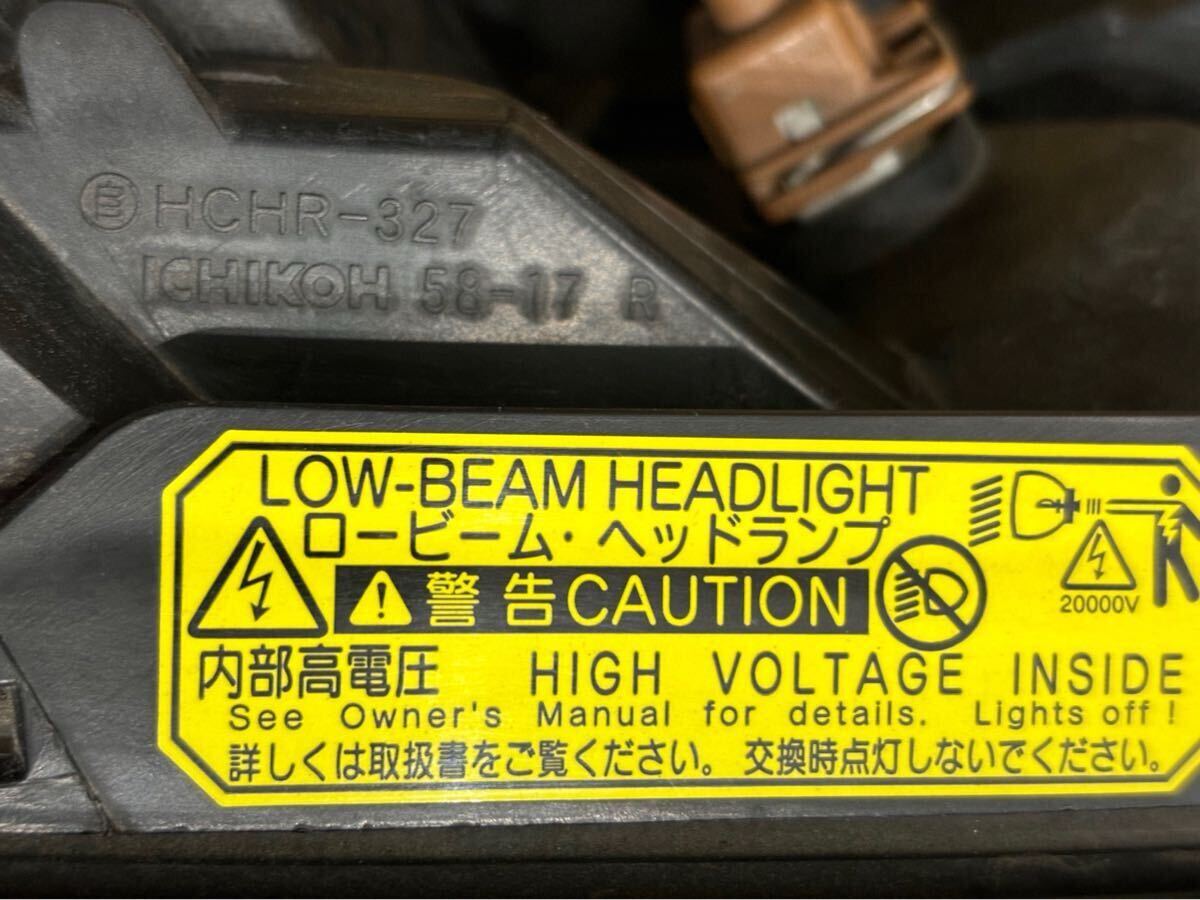 自 HCHR-327
ICHIKOH 58-17 R
LOW-BEAM HEADLIGHT
ロービーム・ヘッドランプ
警告 CAUTION
20000V
内部高電圧 HIGH VOLTAGE INSIDE
See Owner's Manual for details. Lights off!
詳しくは取扱書をご覧ください。 交換時点灯しないでください。